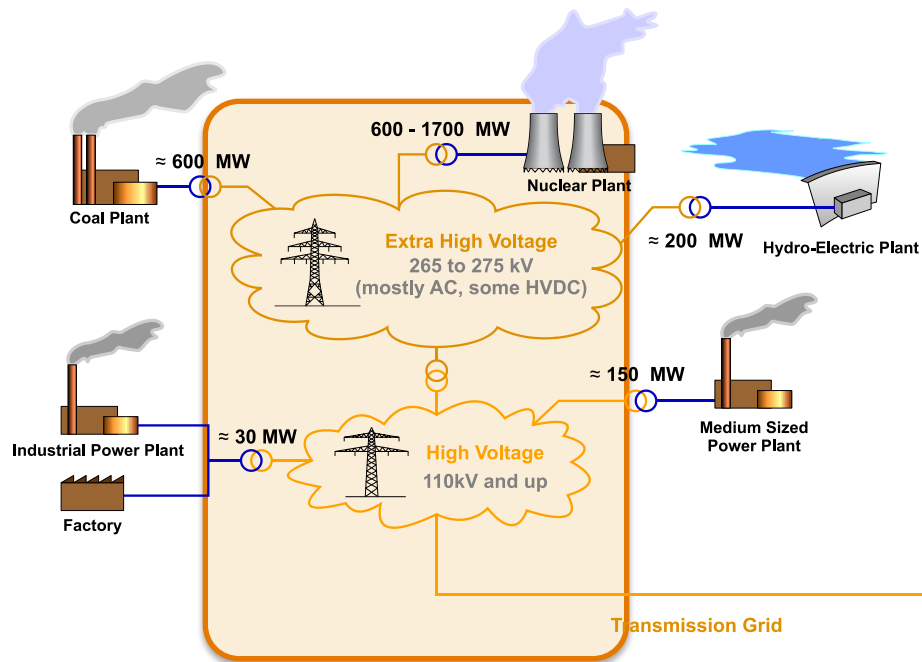 600 - 1700 MW
≈ 600 MW
Nuclear Plant
Coal Plant
≈ 200 MW
Hydro-Electric Plant
Extra High Voltage
265 to 275 kV
(mostly AC, some HVDC)
≈ 150 MW
Medium Sized
Power Plant
≈ 30 MW
Industrial Power Plant
High Voltage
110kV and up
Factory
Transmission Grid